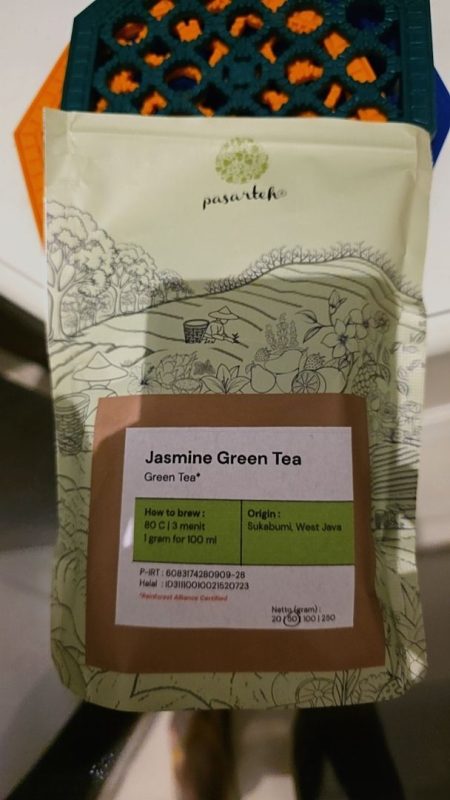 pasarteh®
Jasmine Green Tea
Green Tea*
How to brew :
80 C | 3 menit
1 gram for 100 ml
Origin :
Sukabumi, West Java
P-IRT : 6083174280909-28
Halal : ID31110010021520723
*Rainforest Alliance Certified
Netto (gram) :
20 | 50 | 100 | 250